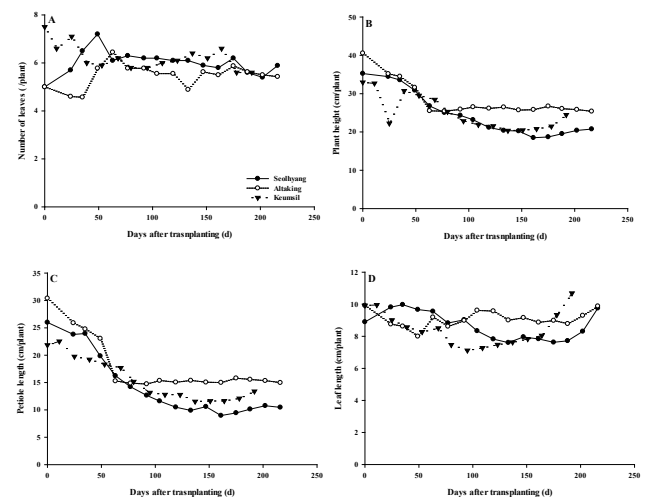 A
Number of leaves ( /plant)
8
6
4
2
0
0 50 100 150 200 250
Days after trasnplanting (d)
Seolhyang
Altaking
Keumsil
B
Plant height (cm/plant)
50
40
30
20
10
0
0 50 100 150 200 250
Days after trasnplanting (d)
C
Petiole length (cm/plant)
35
30
25
20
15
10
5
0
0 50 100 150 200 250
Days after trasnplanting (d)
D
Leaf length (cm/plant)
12
10
8
6
4
2
0
0 50 100 150 200 250
Days after transplanting (d)